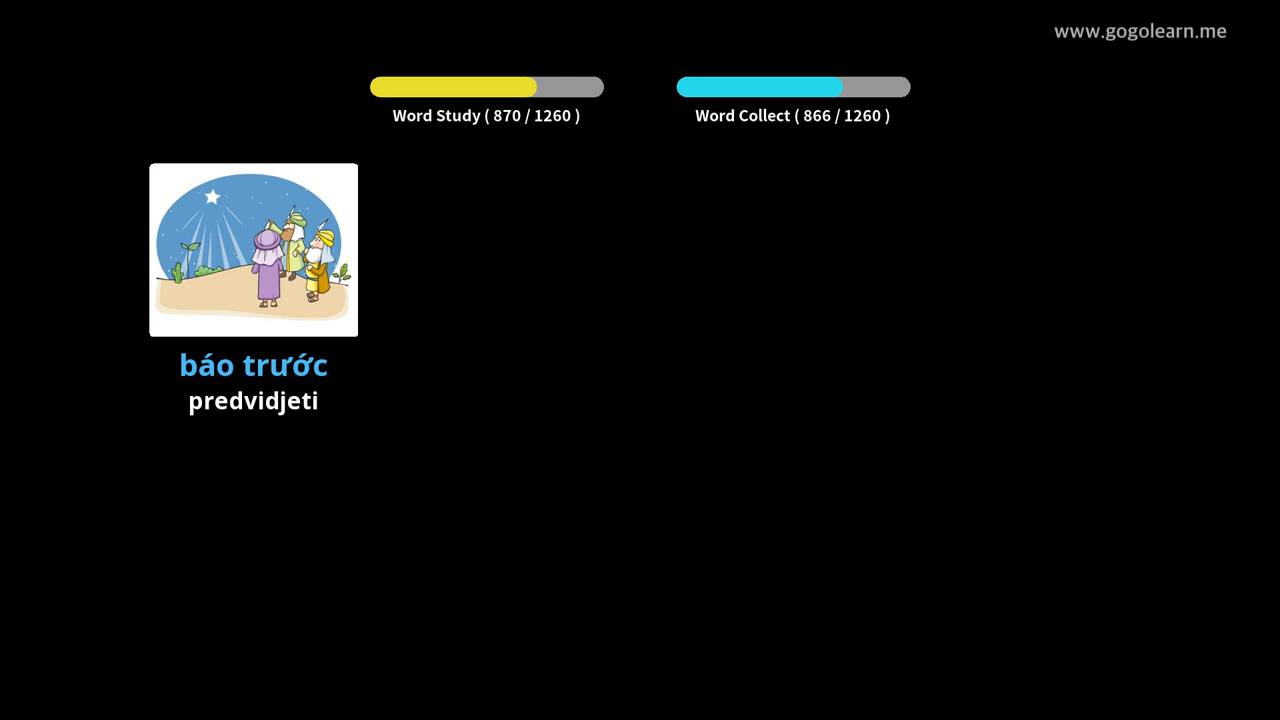 www.gogolearn.me
Word Study ( 870 / 1260 )
Word Collect ( 866 / 1260 )
báo trước
predvidjeti